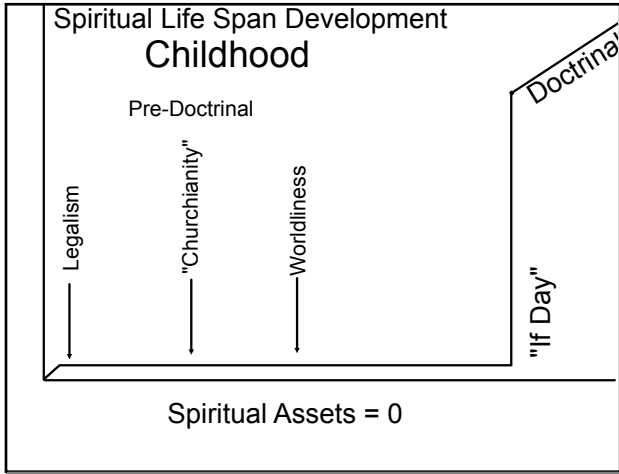 Spiritual Life Span Development
Childhood
Doctrinal
Pre-Doctrinal
Legalism
"Churchianity"
Worldliness
"If Day"
Spiritual Assets = 0